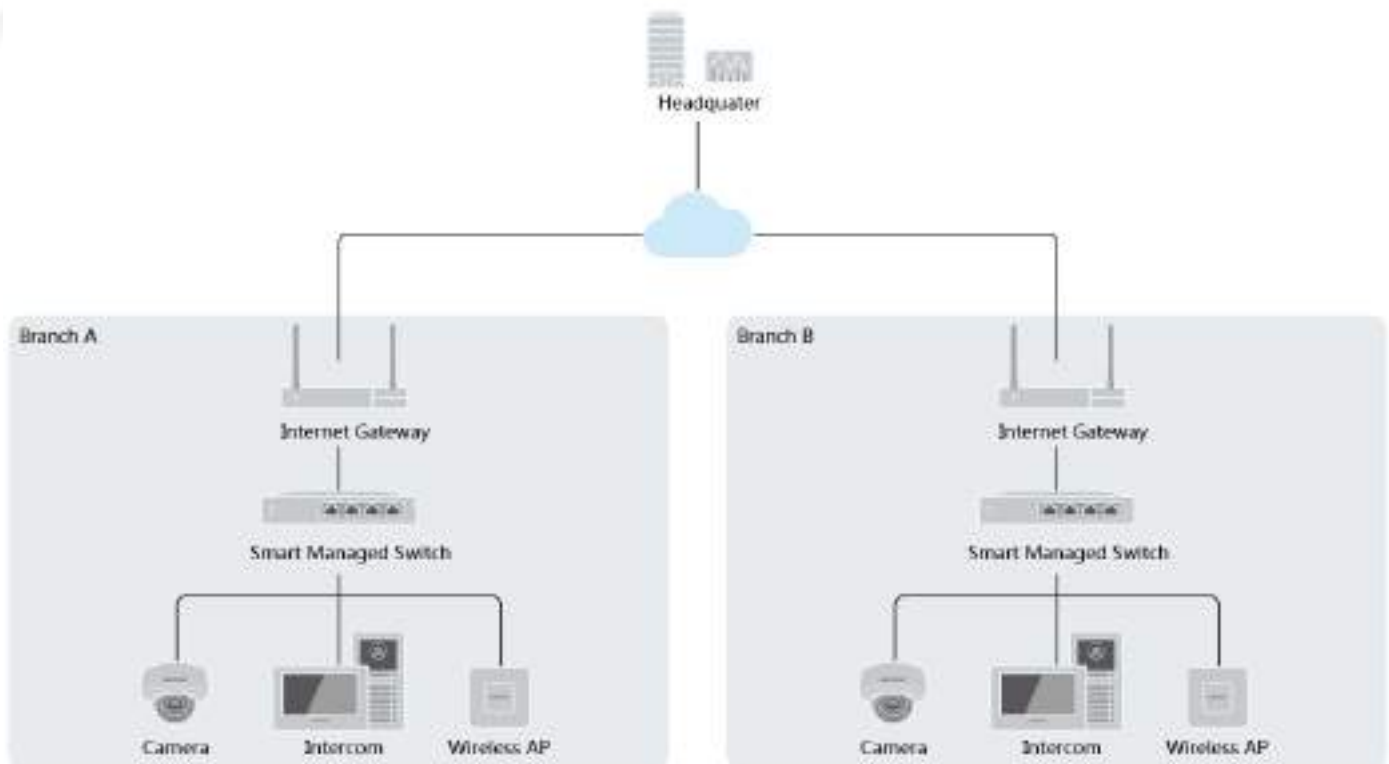 Headquater
Branch A
Branch B
Internet Gateway
Internet Gateway
Smart Managed Switch
Smart Managed Switch
Camera
Intercom
Wireless AP
Camera
Intercom
Wireless AP